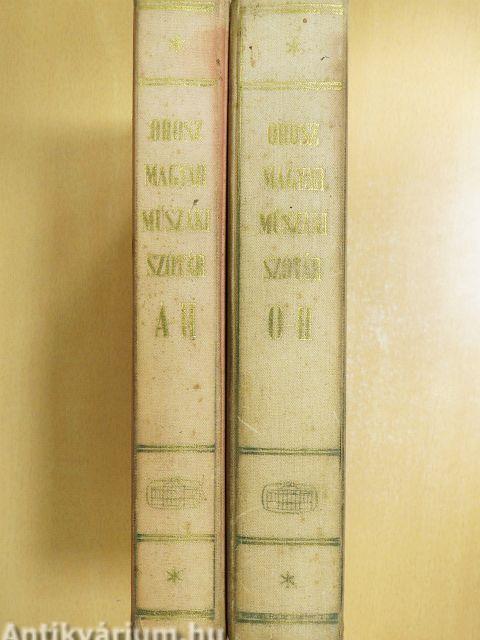 OROSZ
MAGYAR
MŰSZAKI
SZÓTÁR
А-Н
OROSZ
MAGYAR
MŰSZAKI
SZÓTÁR
О-Я
Antikvárium.hu